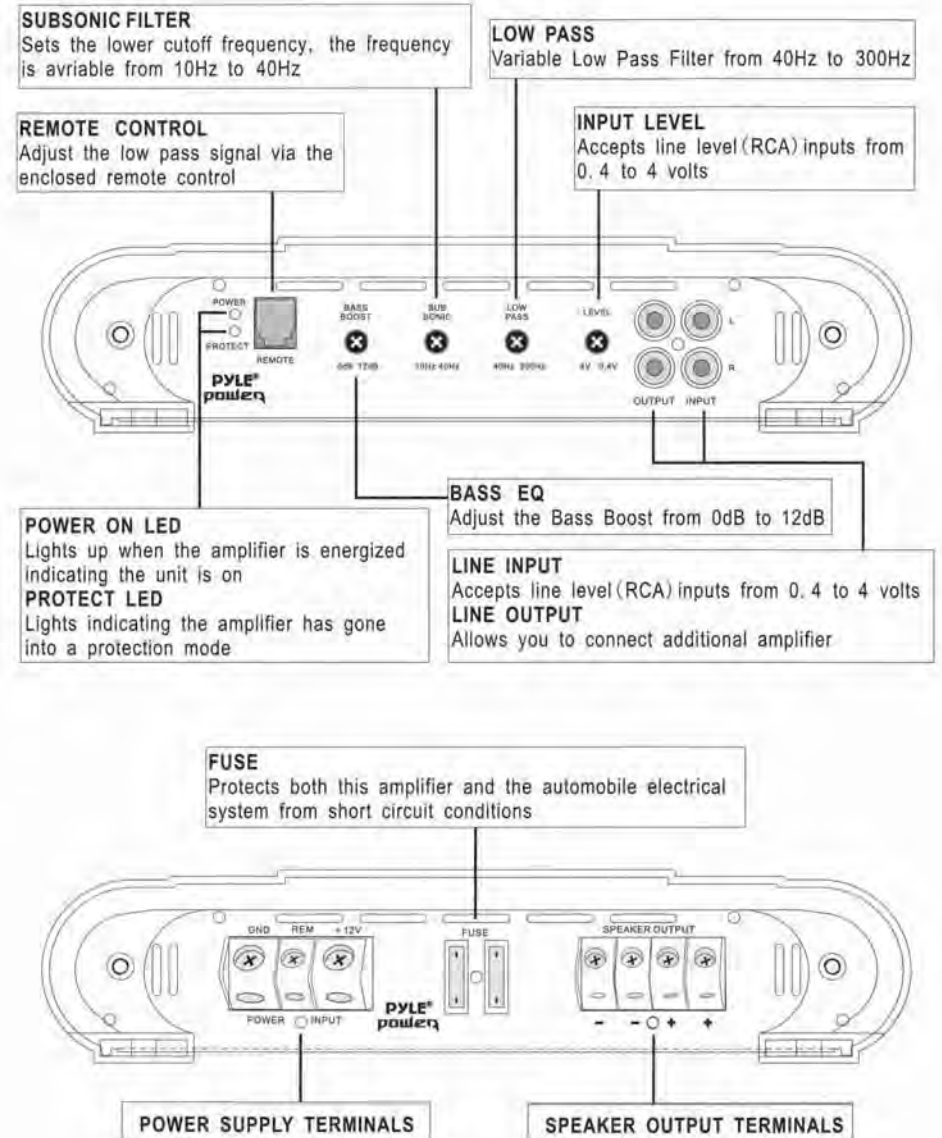 SUBSONIC FILTER
Sets the lower cutoff frequency, the frequency
is avriable from 10Hz to 40Hz
LOW PASS
Variable Low Pass Filter from 40Hz to 300Hz
REMOTE CONTROL
Adjust the low pass signal via the
enclosed remote control
INPUT LEVEL
Accepts line level(RCA) inputs from
0.4 to 4 volts
POWER
PROTECT
REMOTE
BASS
BOOST
0dB 12dB
SUB
SONIC
10Hz 40Hz
LOW
PASS
40Hz 300Hz
LEVEL
4V 0.4V
L
R
OUTPUT INPUT
PYLE®
power
BASS EQ
Adjust the Bass Boost from 0dB to 12dB
POWER ON LED
Lights up when the amplifier is energized
indicating the unit is on
PROTECT LED
Lights indicating the amplifier has gone
into a protection mode
LINE INPUT
Accepts line level(RCA) inputs from 0.4 to 4 volts
LINE OUTPUT
Allows you to connect additional amplifier
FUSE
Protects both this amplifier and the automobile electrical
system from short circuit conditions
GND REM +12V
POWER INPUT
FUSE
PYLE®
power
SPEAKER OUTPUT
- - + +
POWER SUPPLY TERMINALS
SPEAKER OUTPUT TERMINALS